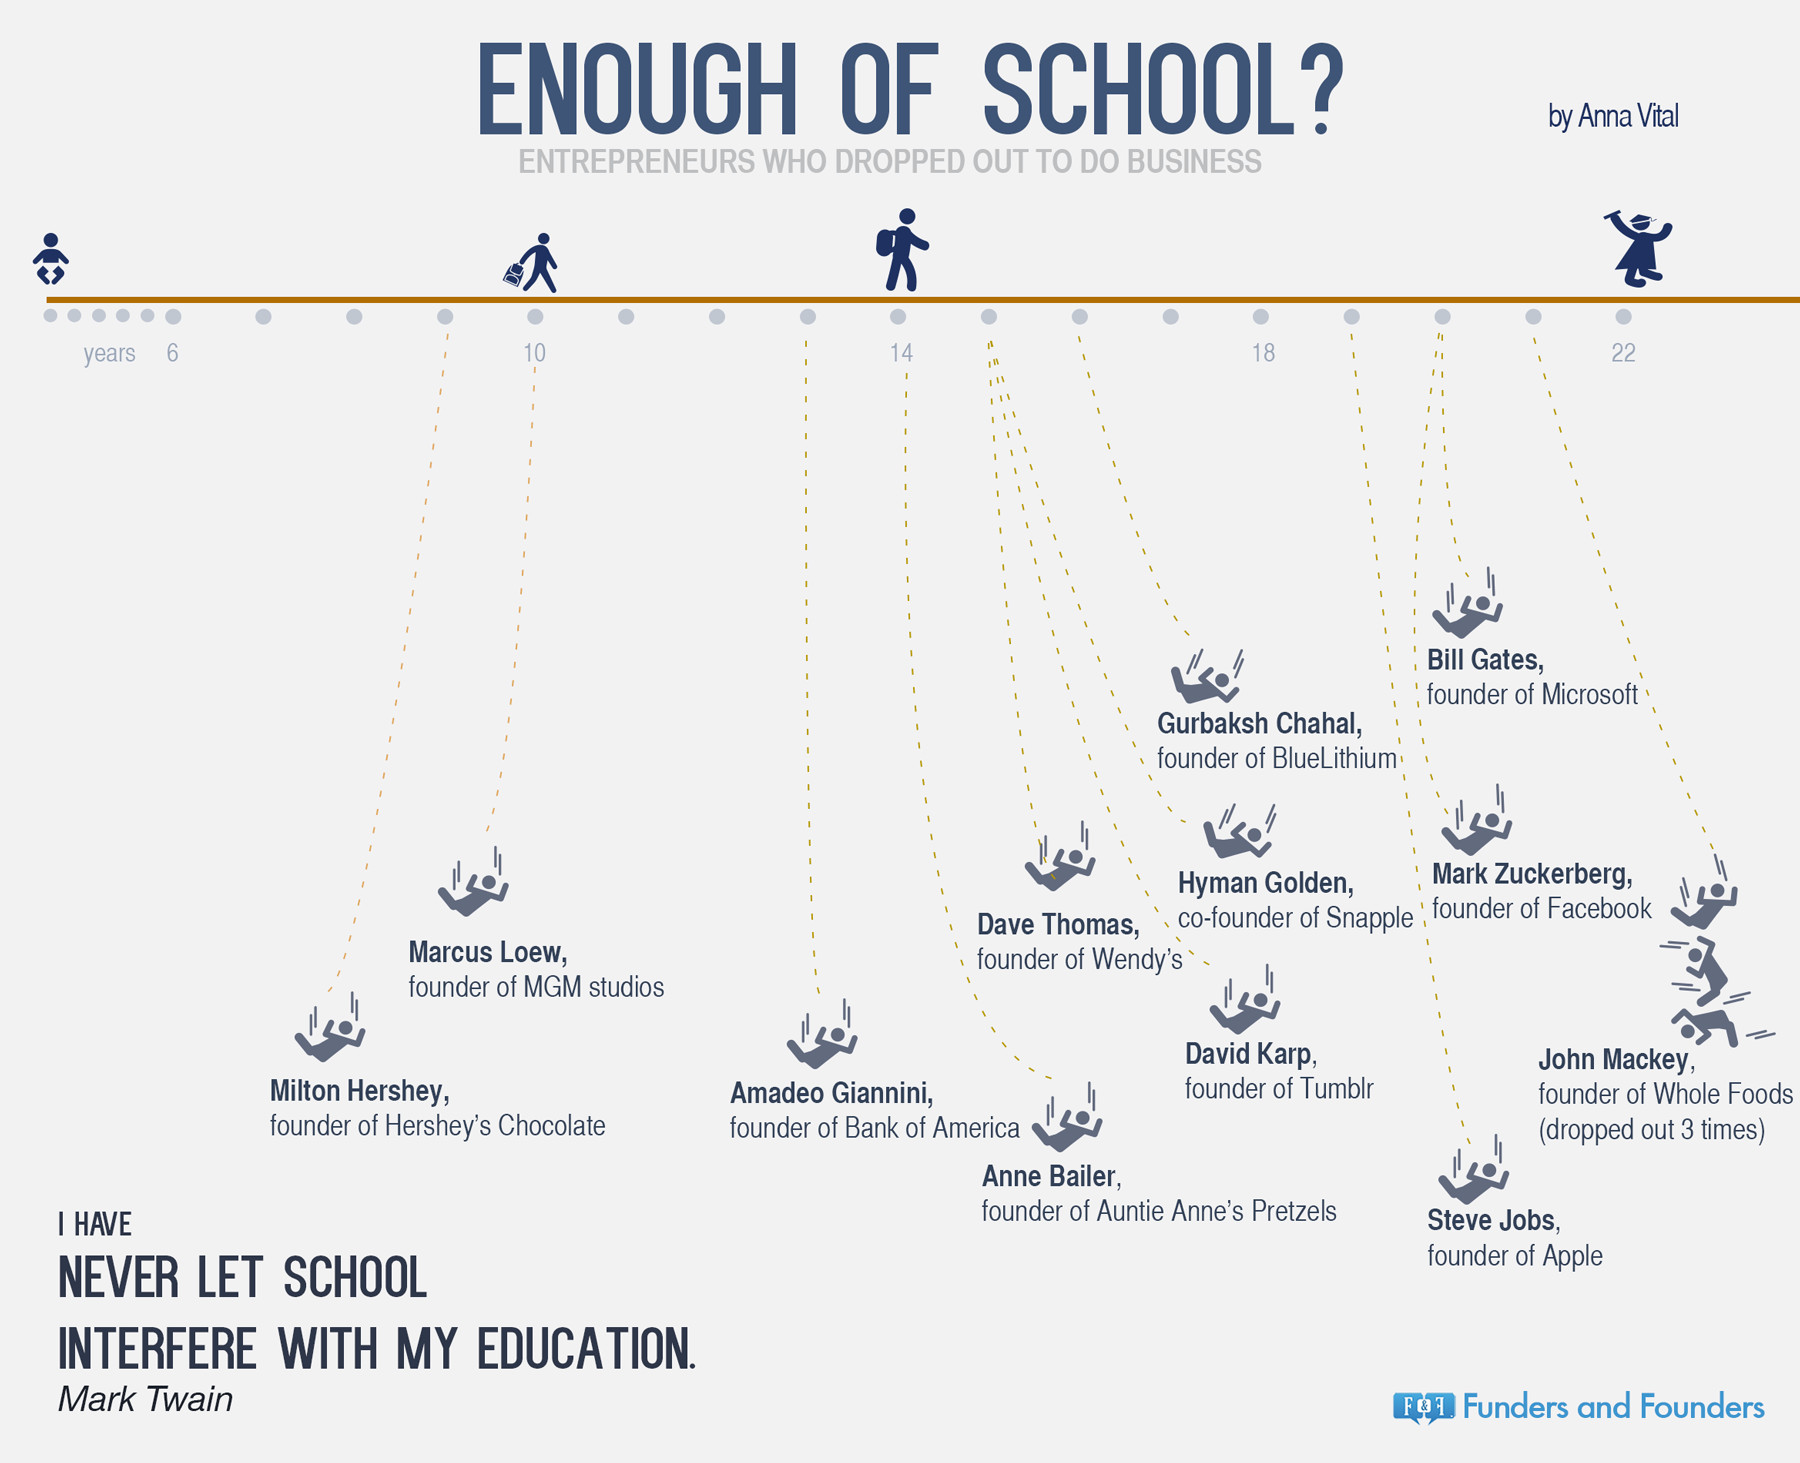 ENOUGH OF SCHOOL?
by Anna Vital
ENTREPRENEURS WHO DROPPED OUT TO DO BUSINESS
years 6 10 14 18 22
Bill Gates,
founder of Microsoft
Gurbaksh Chahal,
founder of BlueLithium
Mark Zuckerberg,
founder of Facebook
Hyman Golden,
co-founder of Snapple
Dave Thomas,
founder of Wendy's
Marcus Loew,
founder of MGM studios
David Karp,
founder of Tumblr
John Mackey,
founder of Whole Foods
(dropped out 3 times)
Milton Hershey,
founder of Hershey's Chocolate
Amadeo Giannini,
founder of Bank of America
Anne Bailer,
founder of Auntie Anne's Pretzels
Steve Jobs,
founder of Apple
I HAVE
NEVER LET SCHOOL
INTERFERE WITH MY EDUCATION.
Mark Twain
F&F. Funders and Founders